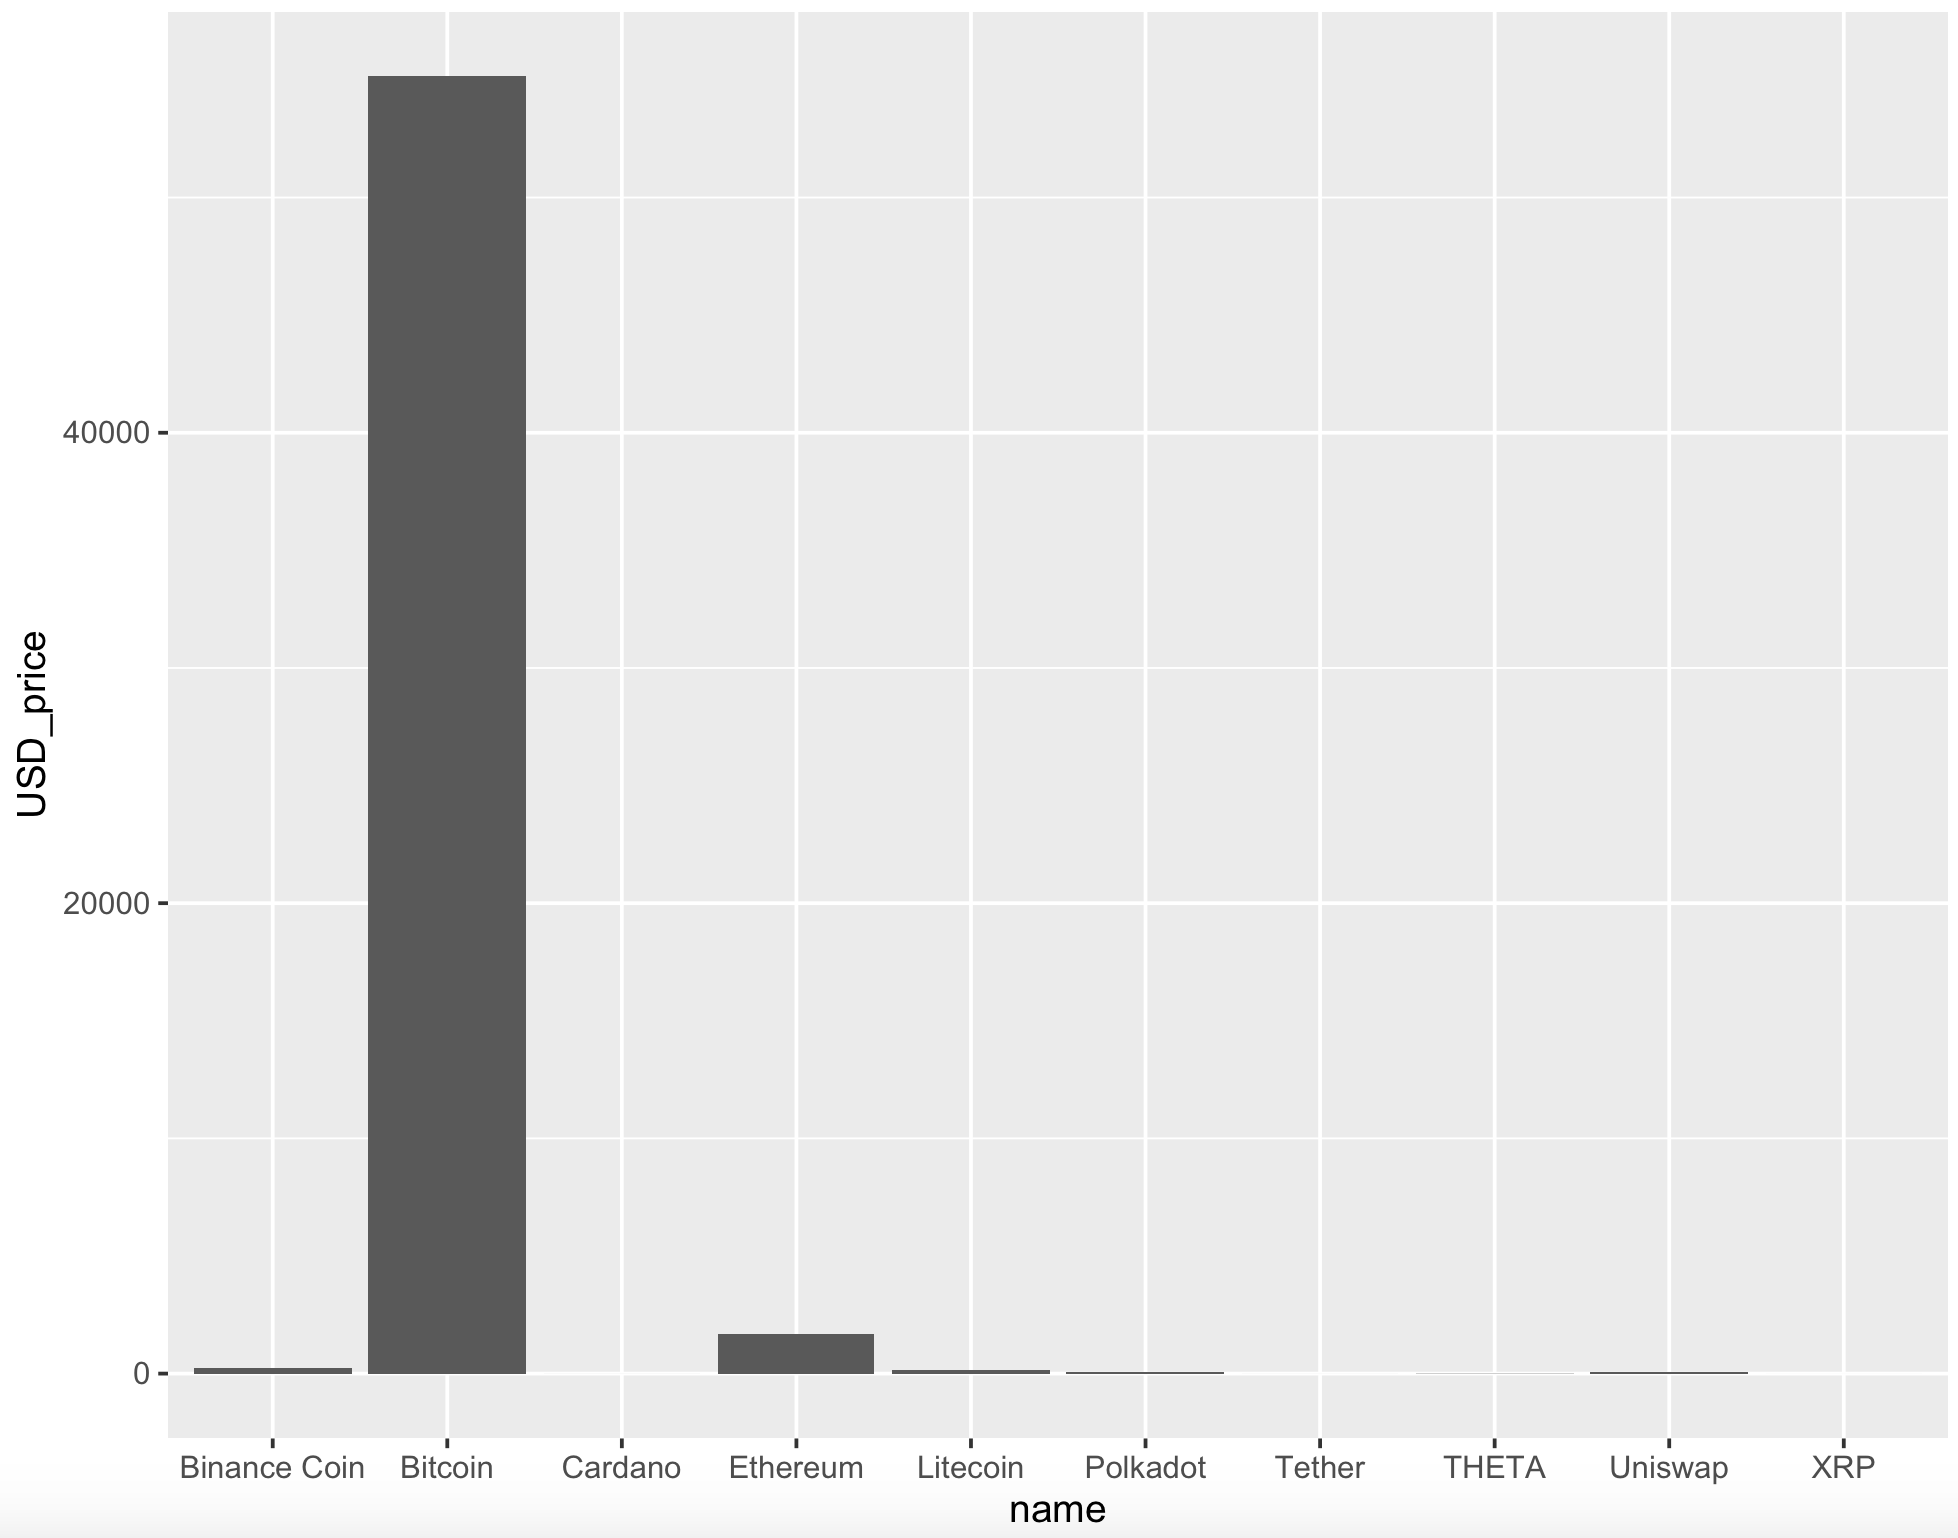 USD_price
40000
20000
0
Binance Coin Bitcoin Cardano Ethereum Litecoin Polkadot Tether THETA Uniswap XRP
name